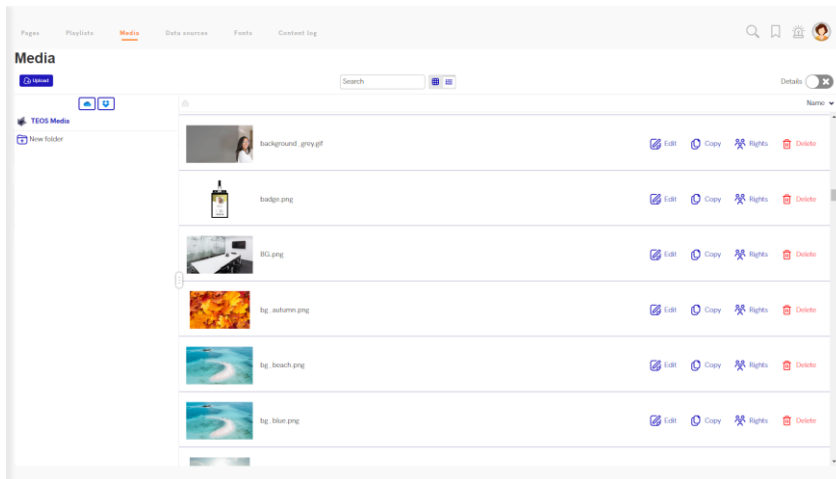 Pages Playlists Media Data sources Fonts Content log
Media
Upload
Search
Details
Name
TEOS Media
New folder
background_grey.gif Edit Copy Rights Delete
badge.png Edit Copy Rights Delete
BG.png Edit Copy Rights Delete
bg_autumn.png Edit Copy Rights Delete
bg_beach.png Edit Copy Rights Delete
bg_blue.png Edit Copy Rights Delete